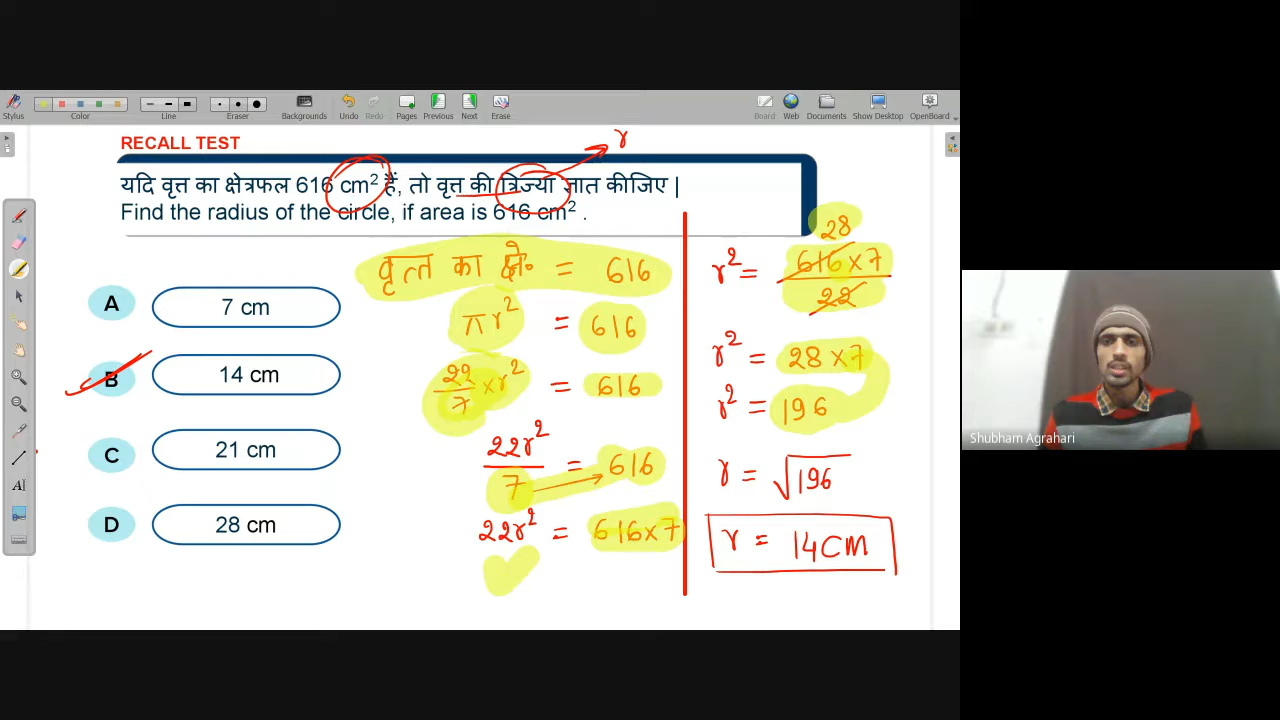 Stylus
Color
Line
Eraser
Backgrounds
Undo
Redo
Pages
Previous
Next
Erase
Board
Web
Documents
Show Desktop
OpenBoard
RECALL TEST
r
यदि वृत्त का क्षेत्रफल 616 cm² हैं, तो वृत्त की त्रिज्या ज्ञात कीजिए |
Find the radius of the circle, if area is 616 cm² .
A 7 cm
B 14 cm
C 21 cm
D 28 cm
वृत्त का क्षे० = 616
πr² = 616
22/7 × r² = 616
22r²/7 = 616
22r² = 616×7
28
r² = 616×7/22
r² = 28×7
r² = 196
r = √196
r = 14CM
AI
Shubham Agrahari